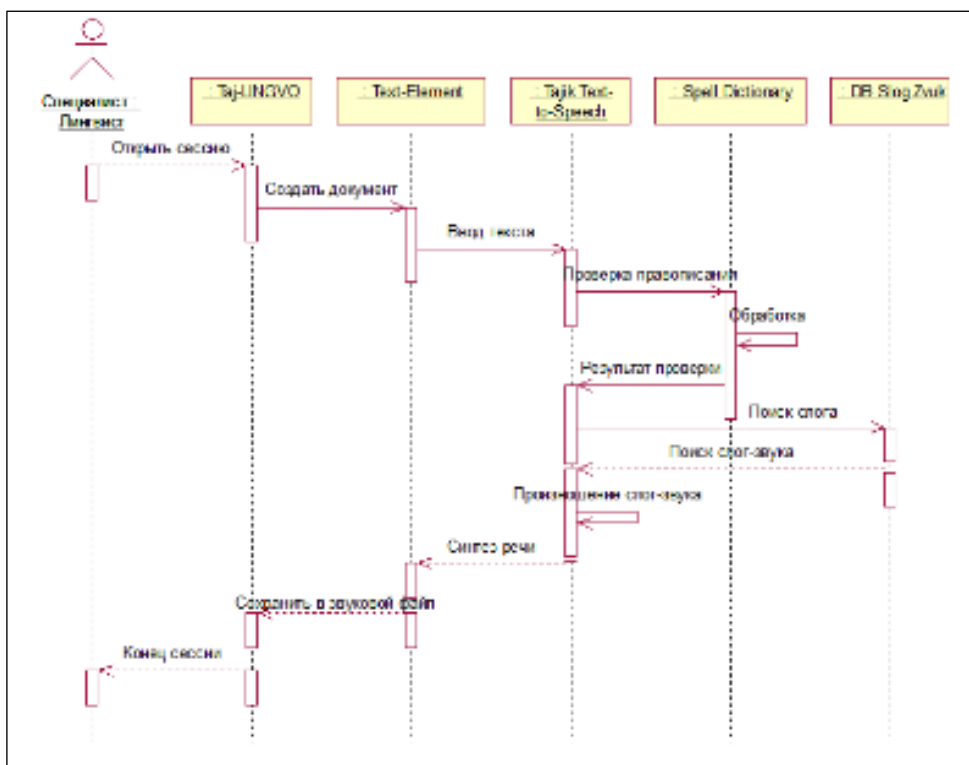 Специалист
Лингвист
: Taj-LINGVO
: Text-Element
: Tajik Text-
to-Speech
: Spell Dictionary
: DB Slog Zvuk
Открыть сессию
Создать документ
Ввод текста
Проверка правописания
Обработка
Результат проверки
Поиск слога
Поиск слог-звука
Произношение слог-звука
Синтез речи
Сохранить в звуковой файл
Конец сессии